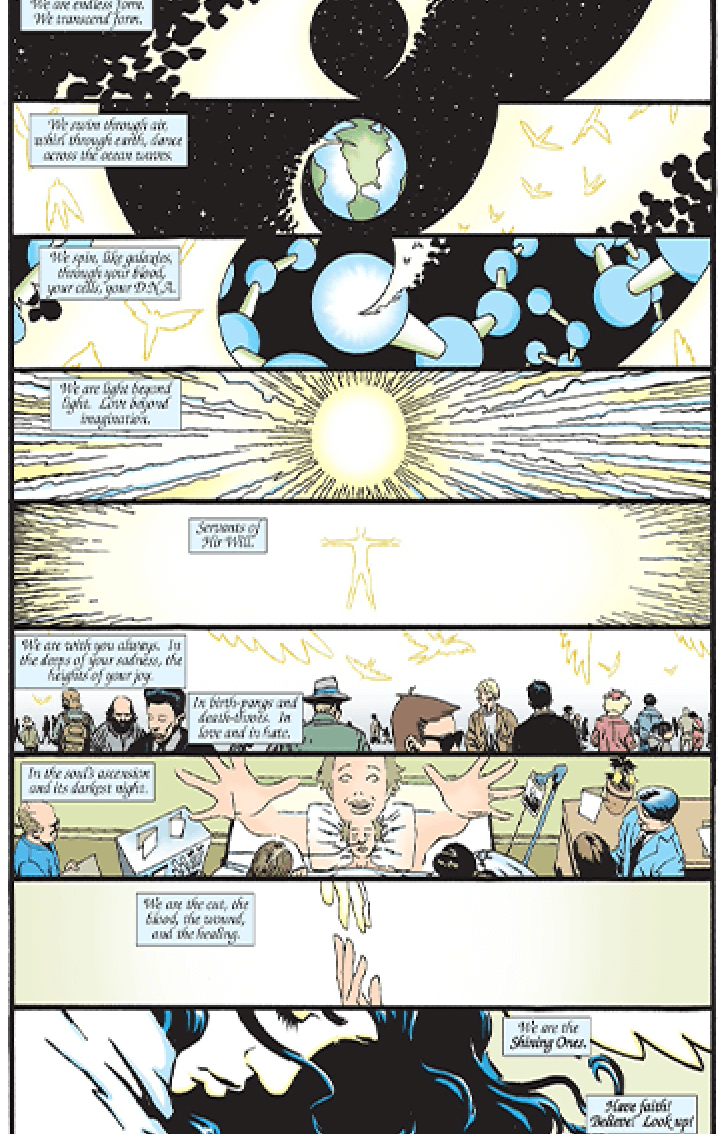 We are endless form.
We transcend form.
We swim through air,
whirl through earth, dance
across the ocean waves.
We spin, like galaxies,
through your blood,
your cells, your D.N.A.
We are light beyond
light. Love beyond
imagination.
Servants of
Hir Will.
We are with you always. In
the deeps of your sadness, the
heights of your joy.
In birth-pangs and
death-throes. In
love and in hate.
In the soul's ascension
and its darkest night.
We are the cut, the
blood, the wound,
and the healing.
We are the
Shining Ones.
Have faith!
Believe! Look up!